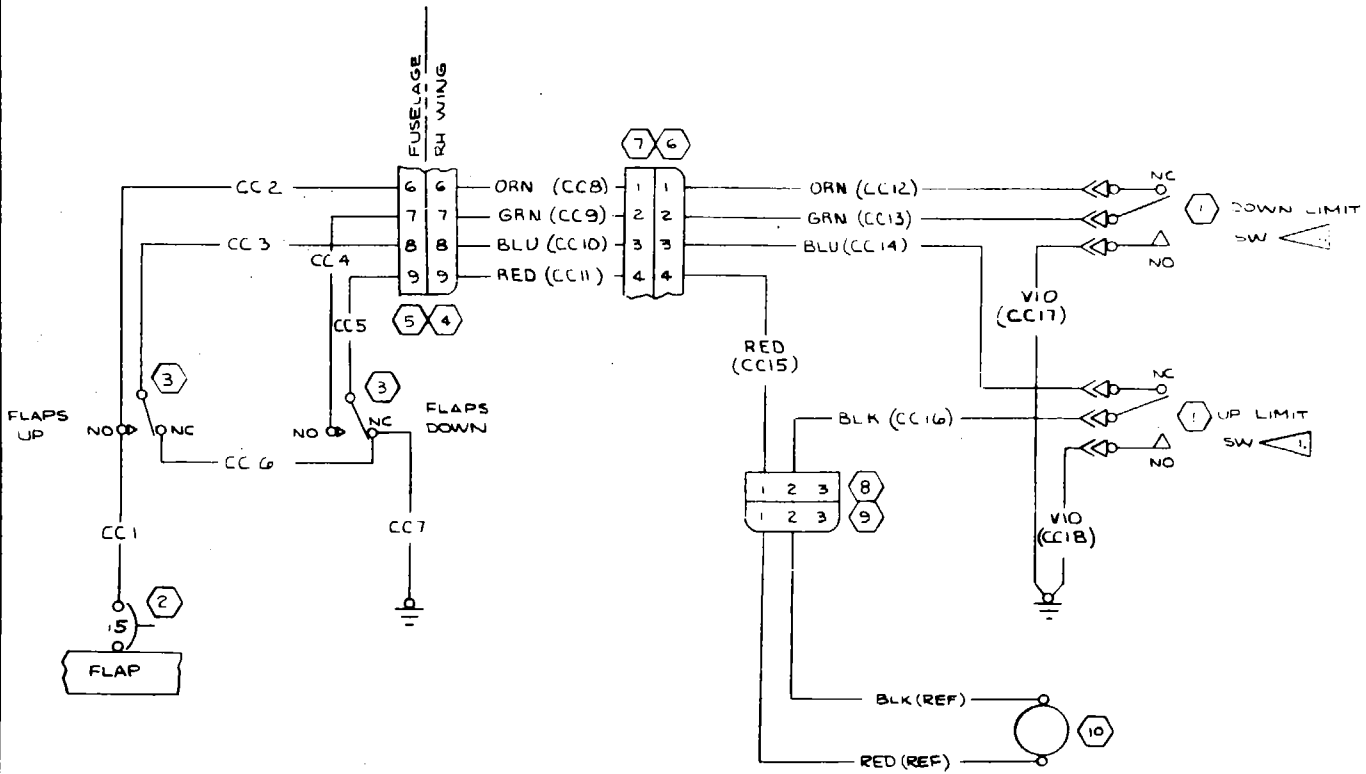 FUSELAGE
RH WING
7 6
CC 2 6 6 ORN (CC8) 1 1 ORN (CC12) NC
7 7 GRN (CC9) 2 2 GRN (CC13) 1 DOWN LIMIT
CC 3 8 8 BLU (CC10) 3 3 BLU (CC14) SW
CC 4 NO
9 9 RED (CC11) 4 4
5 4
CC5
VIO
(CC17)
RED
(CC15)
3 3 NC
FLAPS
UP
NO NC
NO NC
FLAPS
DOWN
BLK (CC16)
1 UP LIMIT
SW 1.
NO
CC 6
1 2 3 8
1 2 3 9
CC 1
CC7
VIO
(CC18)
2
15
FLAP
BLK (REF)
10
RED (REF)